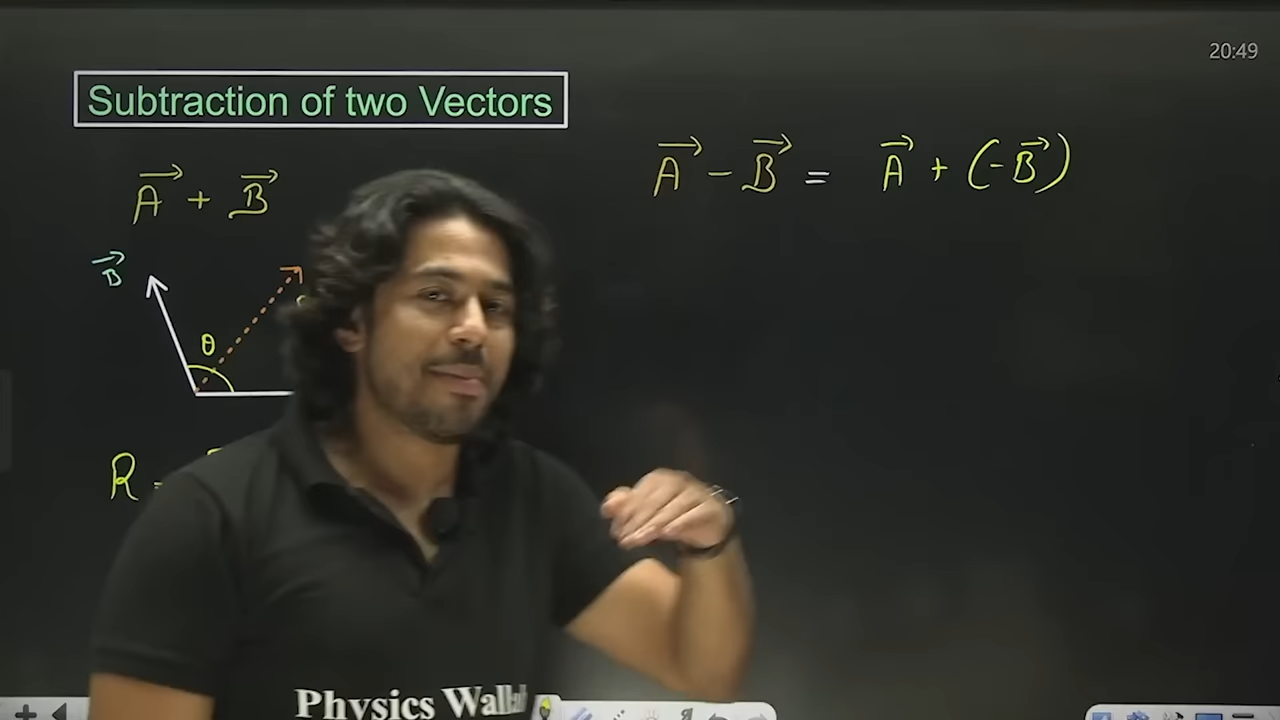 20:49
Subtraction of two Vectors
A⃗ + B⃗
A⃗ - B⃗ = A⃗ + (-B⃗)
B⃗
θ
R =
Physics Wallah